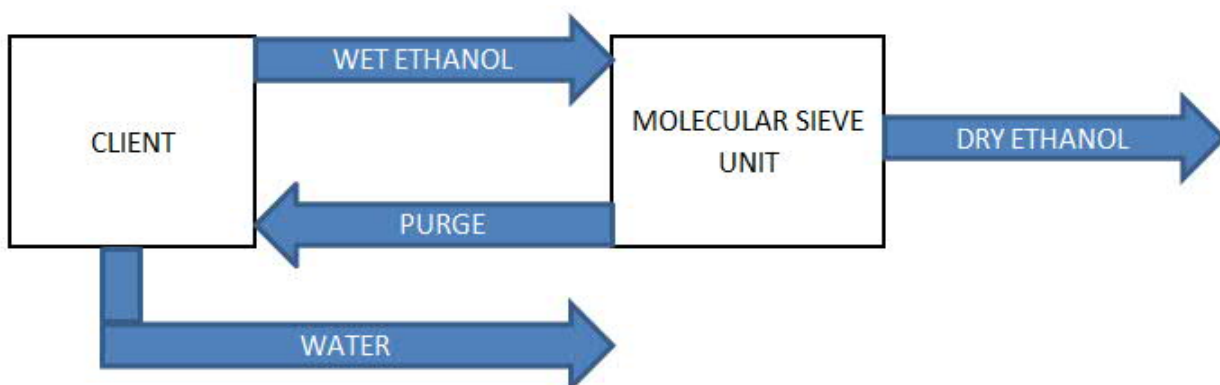 WET ETHANOL
CLIENT
MOLECULAR SIEVE
UNIT
DRY ETHANOL
PURGE
WATER